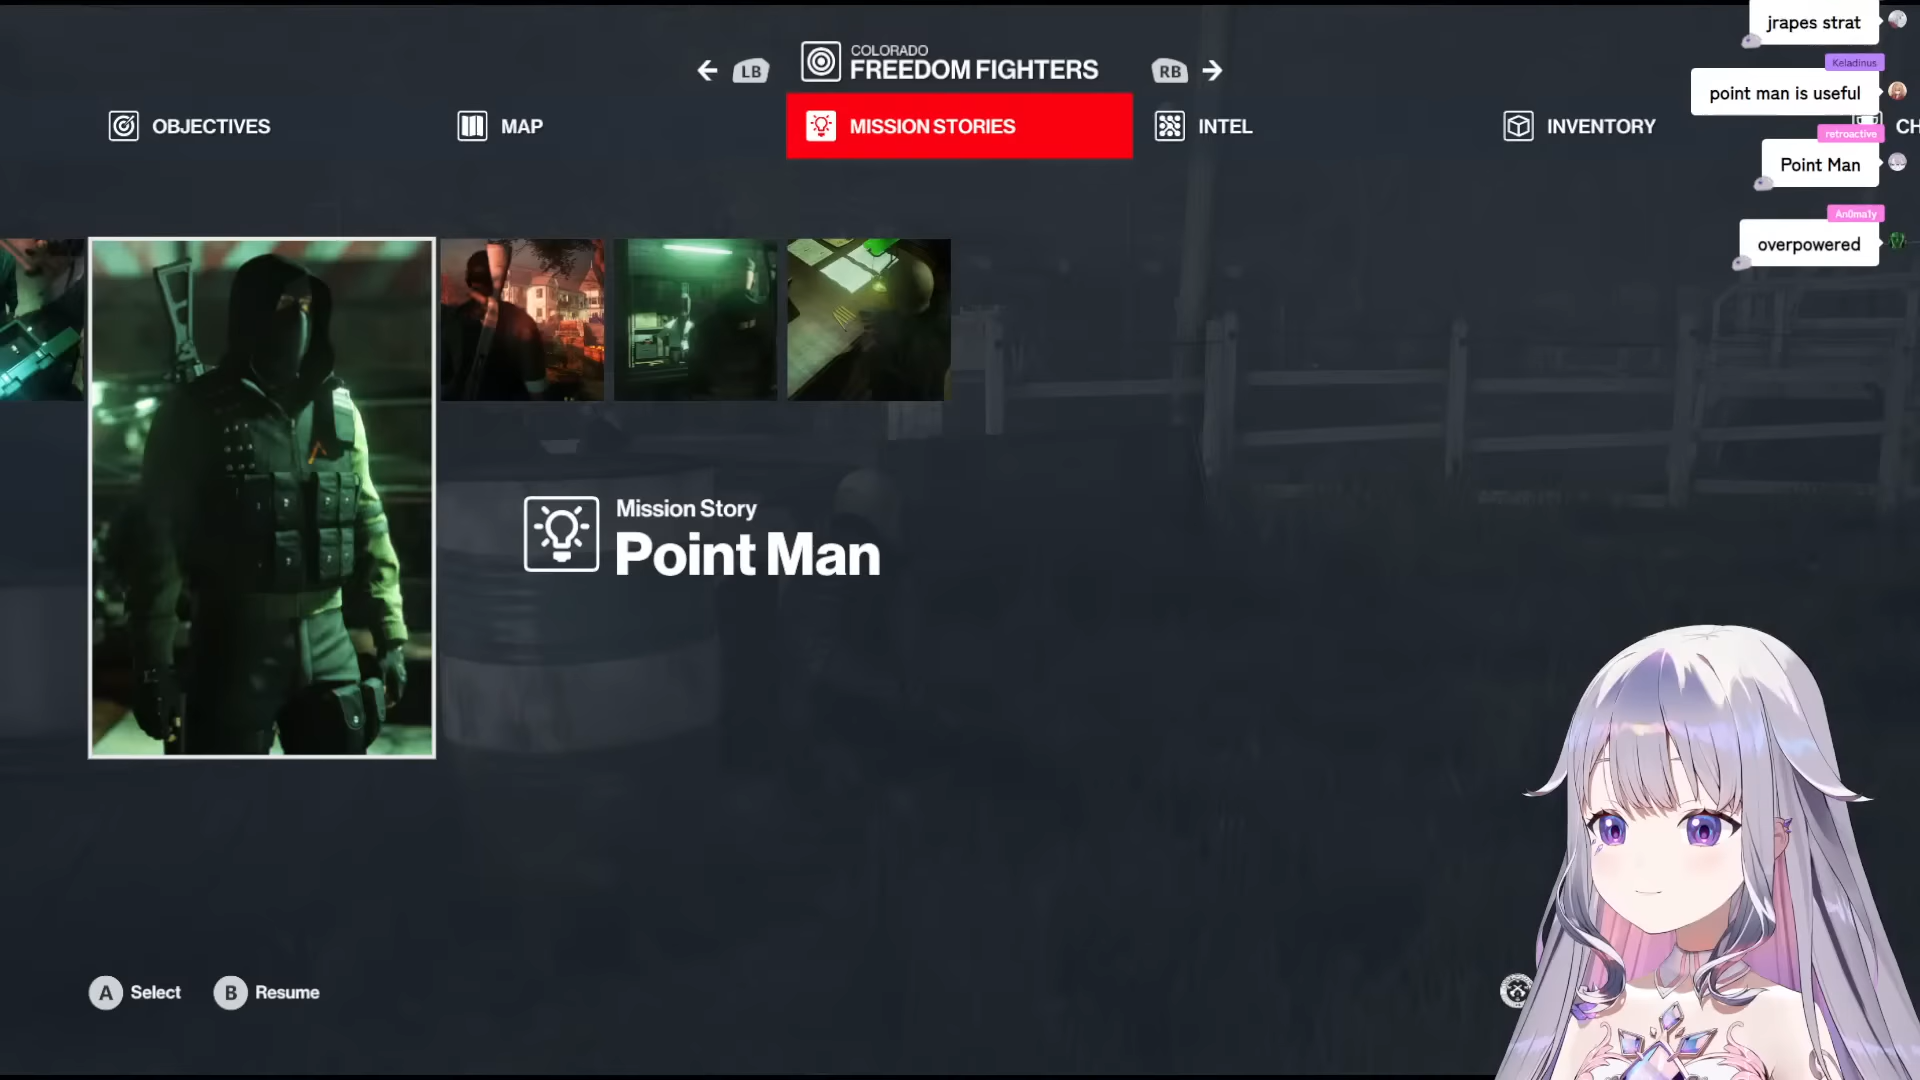 COLORADO
LB
FREEDOM FIGHTERS
RB
OBJECTIVES
MAP
MISSION STORIES
INTEL
INVENTORY
CH
Mission Story
Point Man
A Select
B Resume
jrapes strat
Keladinus
point man is useful
retroactive
Point Man
An0ma1y
overpowered